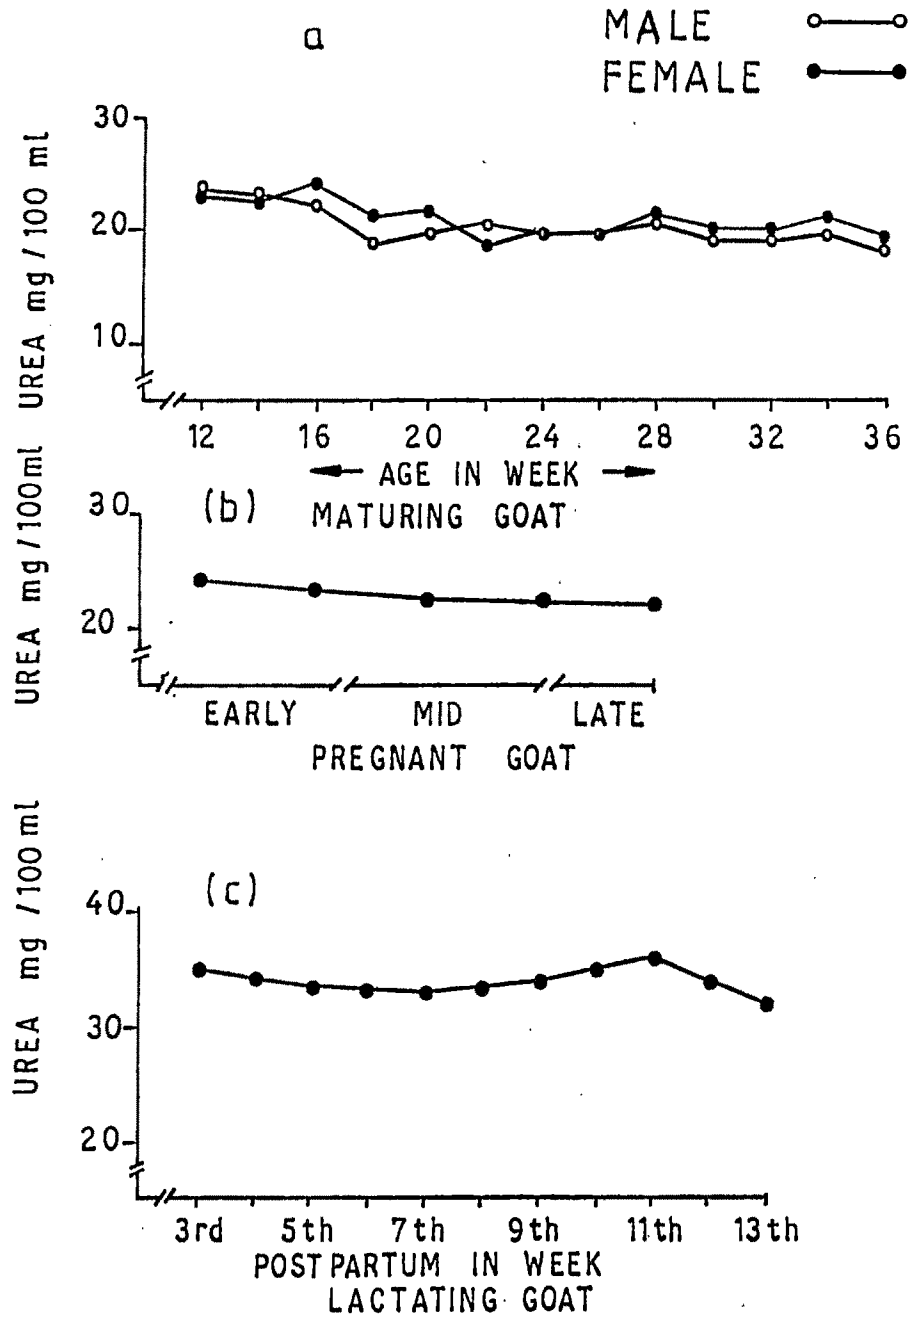 a
MALE
FEMALE
UREA mg/100 ml
30
20
10
12 16 20 24 28 32 36
AGE IN WEEK
MATURING GOAT
(b)
UREA mg/100ml
30
20
EARLY MID LATE
PREGNANT GOAT
(c)
UREA mg/100 ml
40
30
20
3rd 5th 7th 9th 11th 13th
POST PARTUM IN WEEK
LACTATING GOAT